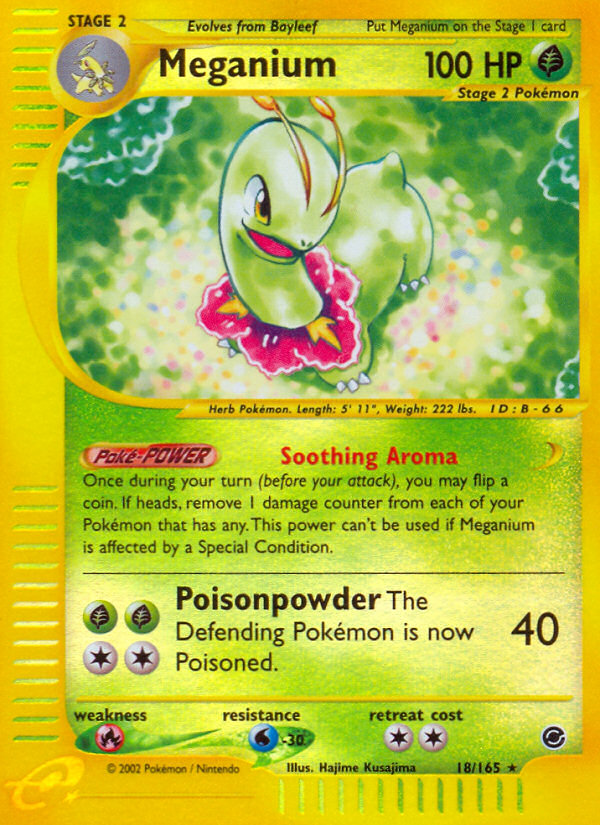 STAGE 2 Evolves from Bayleef Put Meganium on the Stage 1 card
Meganium 100 HP
Stage 2 Pokémon
Herb Pokémon. Length: 5' 11", Weight: 222 lbs. ID:B-66
Poké-POWER Soothing Aroma
Once during your turn (before your attack), you may flip a
coin. If heads, remove 1 damage counter from each of your
Pokémon that has any. This power can't be used if Meganium
is affected by a Special Condition.
Poisonpowder The
Defending Pokémon is now 40
Poisoned.
weakness resistance retreat cost
-30
© 2002 Pokémon / Nintendo Illus. Hajime Kusajima 18/165 ★